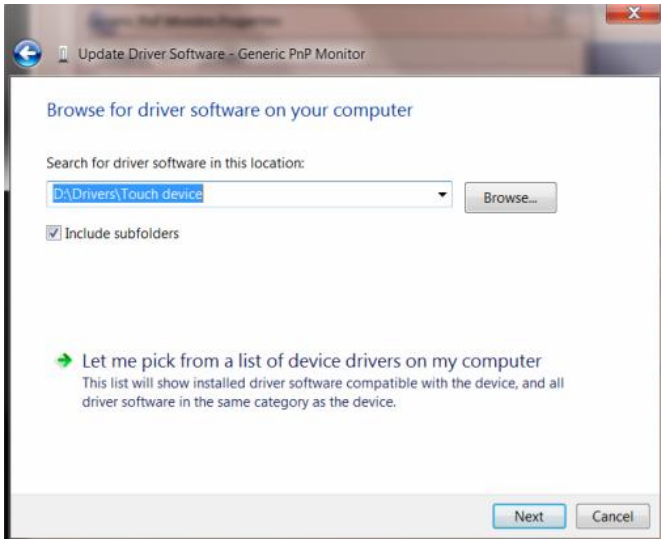 Update Driver Software - Generic PnP Monitor
Browse for driver software on your computer
Search for driver software in this location:
D:\Drivers\Touch device
Browse...
Include subfolders
Let me pick from a list of device drivers on my computer
This list will show installed driver software compatible with the device, and all
driver software in the same category as the device.
Next
Cancel